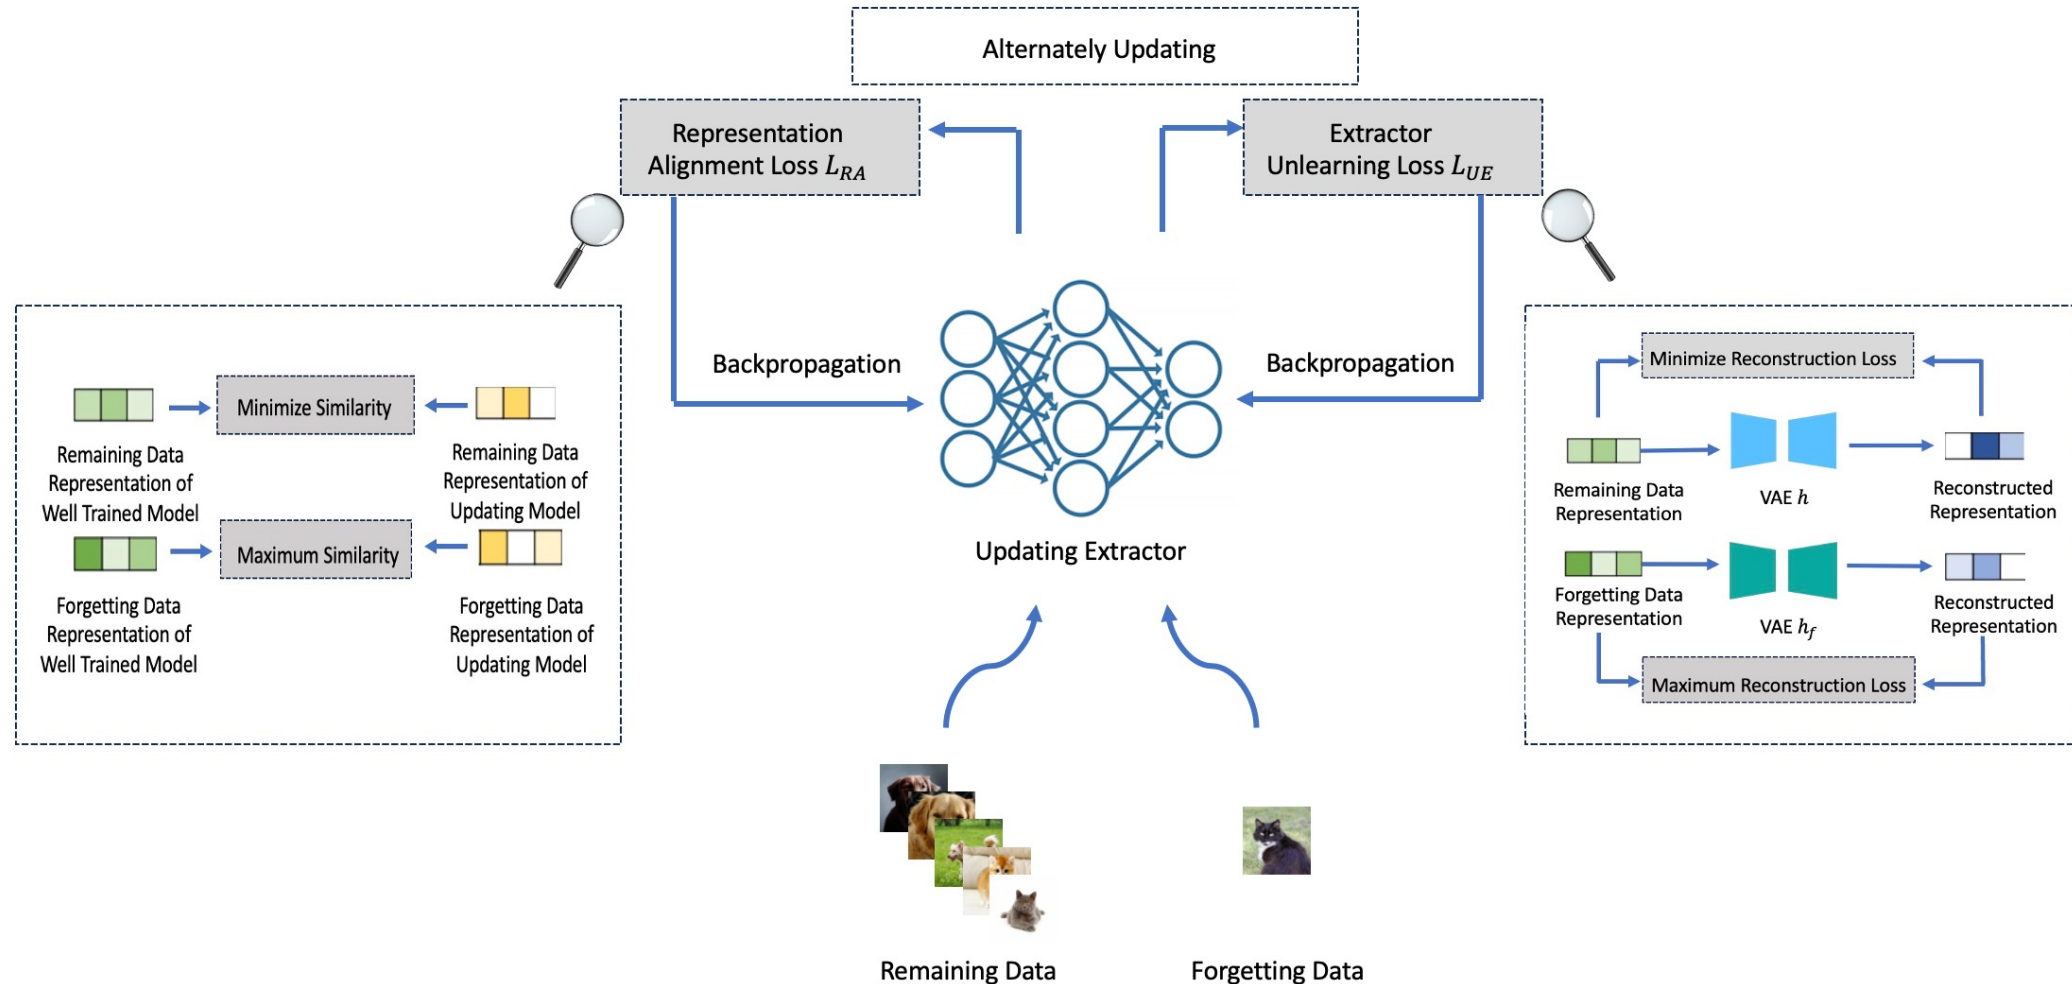 Alternately Updating
Representation
Alignment Loss L_RA
Extractor
Unlearning Loss L_UE
Backpropagation
Backpropagation
Minimize Similarity
Remaining Data
Representation of
Well Trained Model
Remaining Data
Representation of
Updating Model
Maximum Similarity
Forgetting Data
Representation of
Well Trained Model
Forgetting Data
Representation of
Updating Model
Updating Extractor
Minimize Reconstruction Loss
Remaining Data
Representation
VAE h
Reconstructed
Representation
Forgetting Data
Representation
VAE h_f
Reconstructed
Representation
Maximum Reconstruction Loss
Remaining Data
Forgetting Data